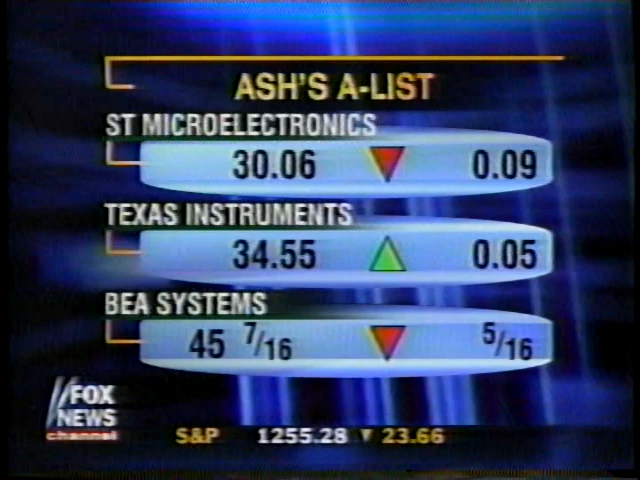 ASH'S A-LIST
ST MICROELECTRONICS
30.06 ▼ 0.09
TEXAS INSTRUMENTS
34.55 ▲ 0.05
BEA SYSTEMS
45 7/16 ▼ 5/16
FOX
NEWS
channel
S&P 1255.28 ▼ 23.66